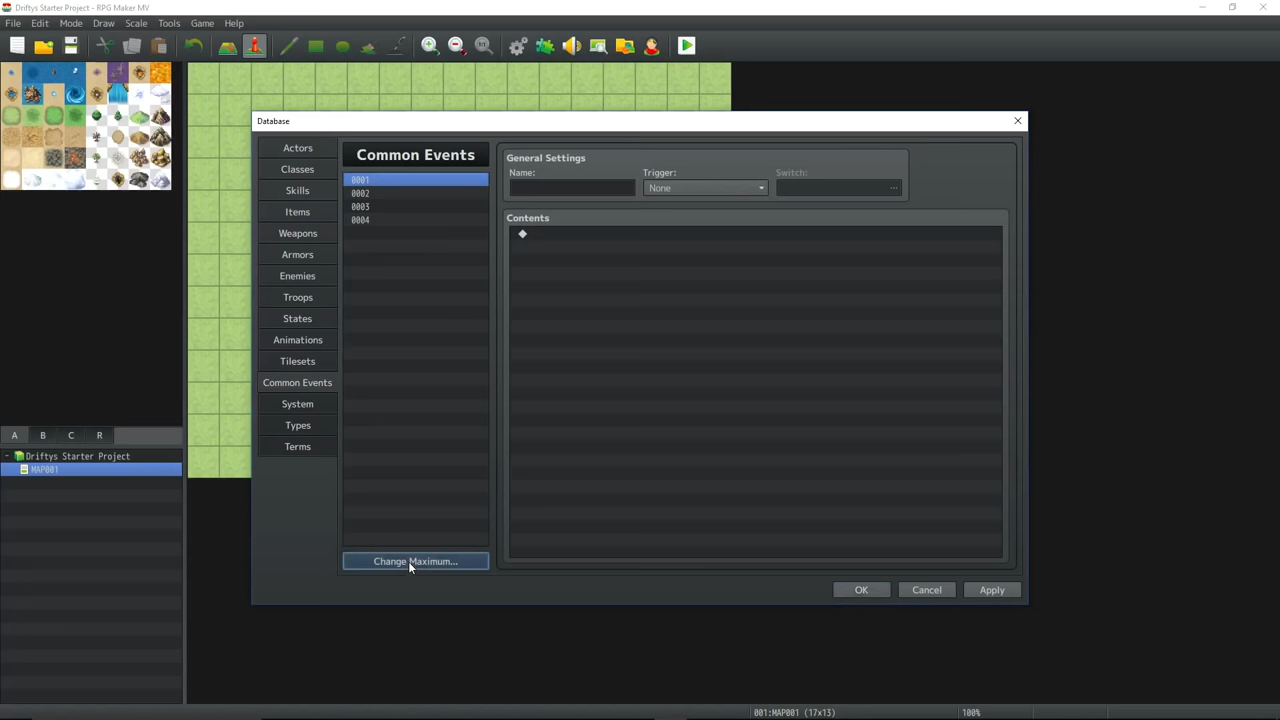 Driftys Starter Project - RPG Maker MV
File Edit Mode Draw Scale Tools Game Help
Database
Actors
Classes
Skills
Items
Weapons
Armors
Enemies
Troops
States
Animations
Tilesets
Common Events
System
Types
Terms
Common Events
0001
0002
0003
0004
Change Maximum...
General Settings
Name: Trigger: Switch:
None ...
Contents
OK Cancel Apply
A B C R
Driftys Starter Project
MAP001
001:MAP001 (17x13) 100%